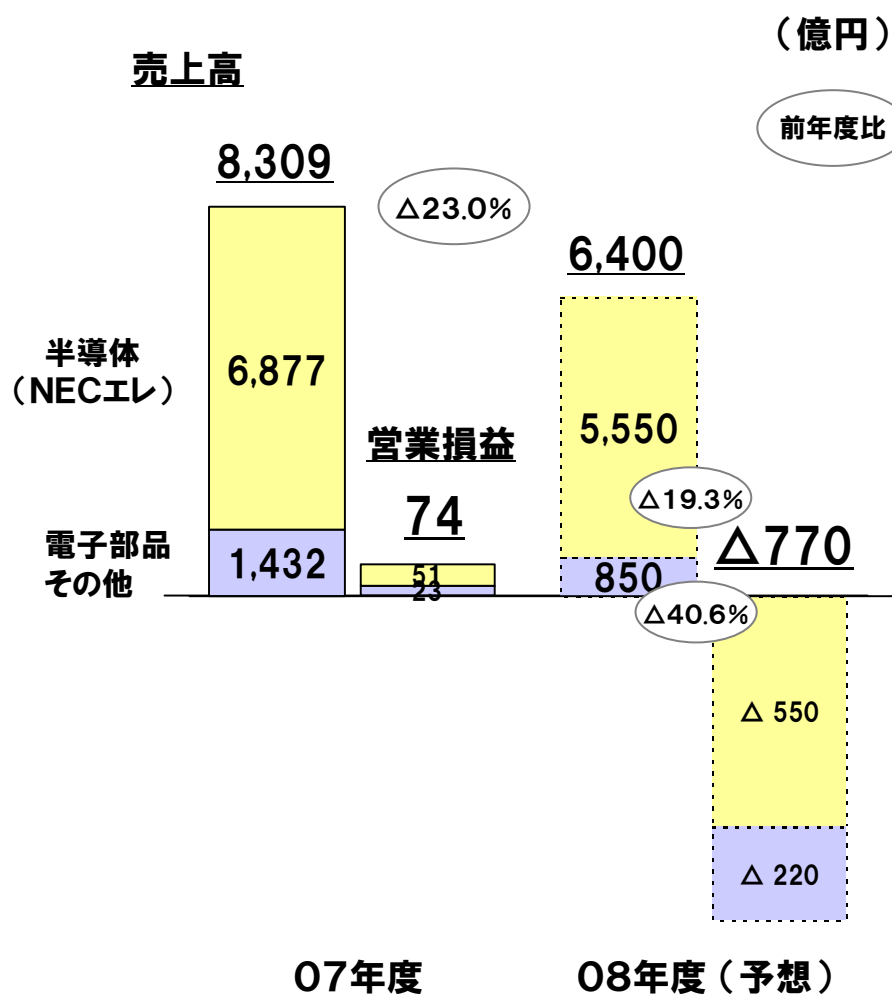 （億円）
売上高
前年度比
8,309
△23.0%
6,400
半導体
（NECエレ）
6,877
5,550
営業損益
△19.3%
74
△770
電子部品
その他
1,432
51
23
850
△40.6%
△ 550
△ 220
07年度
08年度（予想）